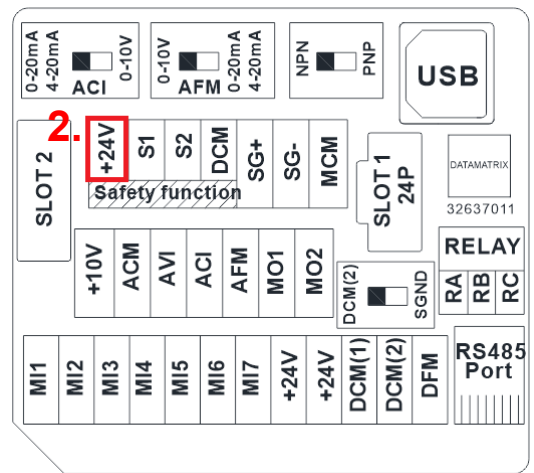 0-20mA
4-20mA
0-10V
ACI
0-10V
0-20mA
4-20mA
AFM
NPN
PNP
USB
2.
SLOT 2
+24V
S1
S2
DCM
SG+
SG-
MCM
Safety function
SLOT 1
24P
DATAMATRIX
32637011
+10V
ACM
AVI
ACI
AFM
MO1
MO2
DCM(2)
SGND
RELAY
RA
RB
RC
MI1
MI2
MI3
MI4
MI5
MI6
MI7
+24V
+24V
DCM(1)
DCM(2)
DFM
RS485
Port